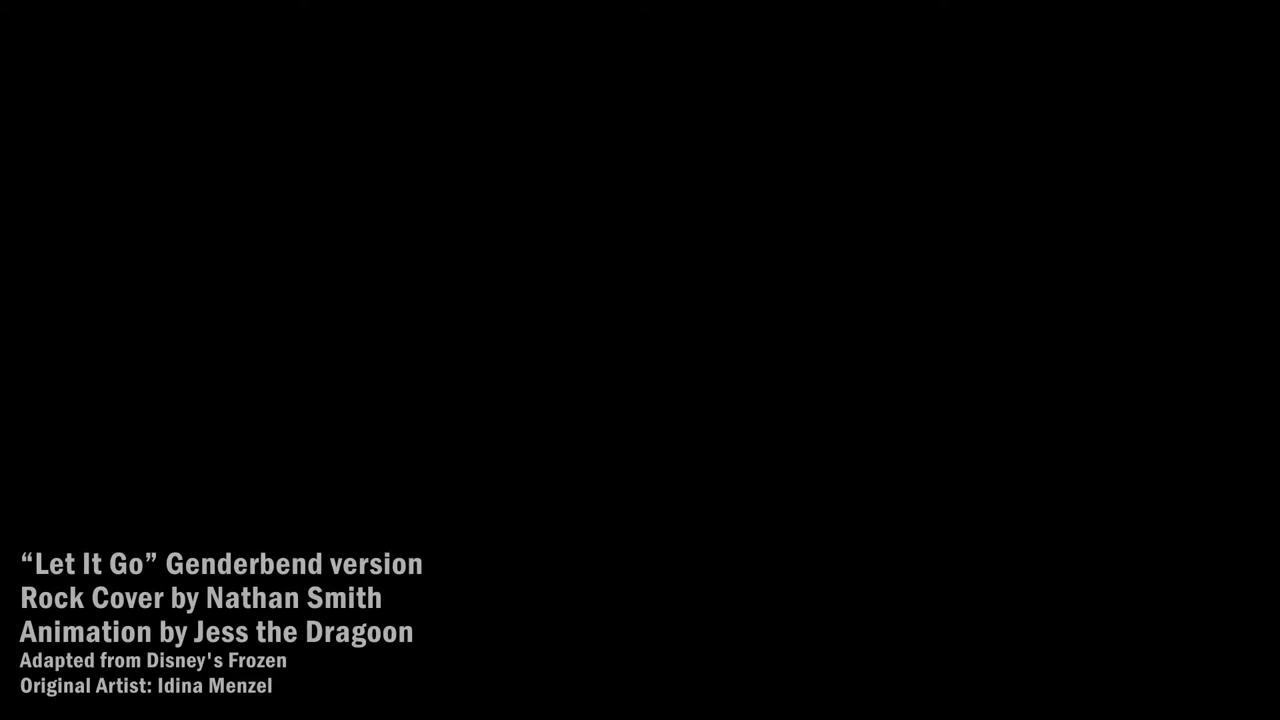 “Let It Go” Genderbend version
Rock Cover by Nathan Smith
Animation by Jess the Dragoon
Adapted from Disney's Frozen
Original Artist: Idina Menzel